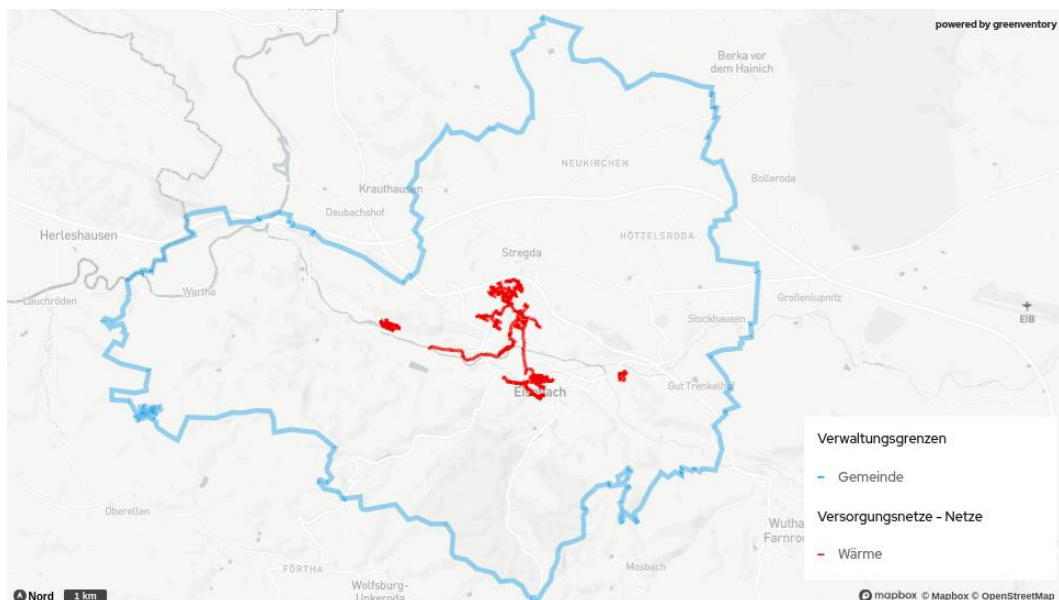 powered by greenventory
Berka vor
dem Hainich
NEUKIRCHEN
Bolleroda
Krauthausen
Deubachshof
Herleshausen
HÖTZELSRODA
Stregda
Lauchröden
Wartha
Großenlupnitz
EIB
Stockhausen
Gut Trenkelhof
Eisenach
Verwaltungsgrenzen
Gemeinde
Versorgungsnetze - Netze
Wärme
Oberellen
Wutha
Farnro
FÖRTHA
Mosbach
Wolfsburg-
Unkeroda
Nord
1 km
mapbox © Mapbox © OpenStreetMap